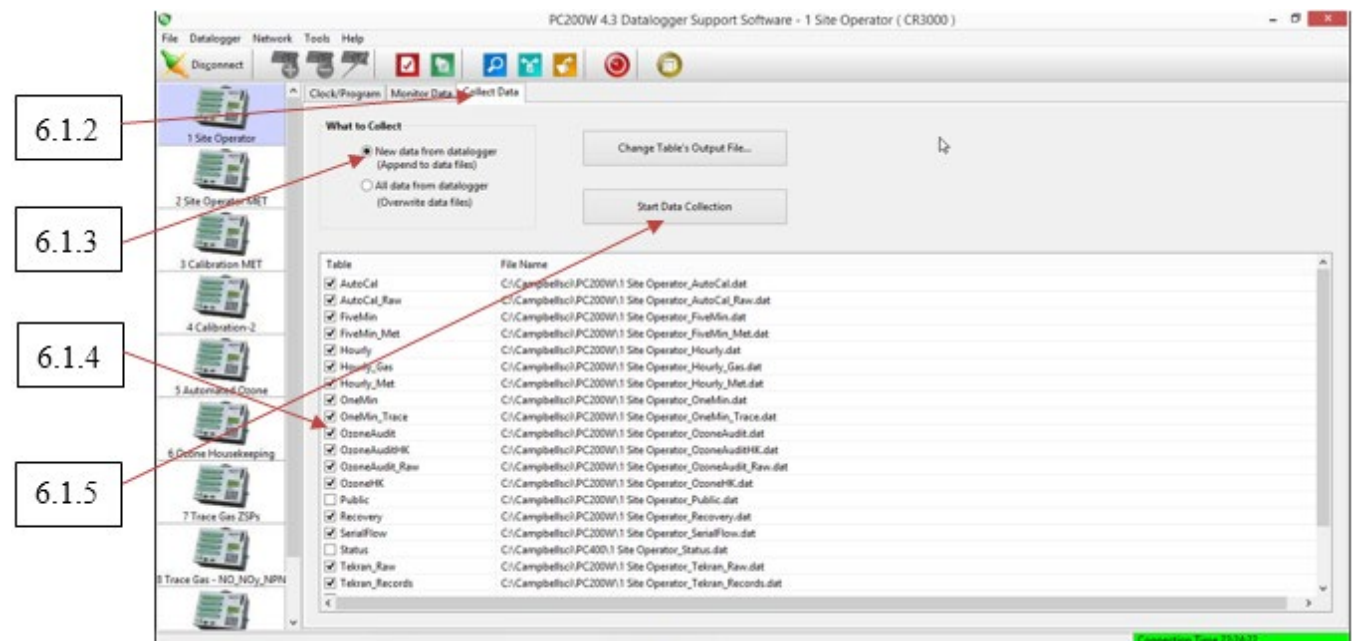 PC200W 4.3 Datalogger Support Software - 1 Site Operator ( CR3000 )
File Datalogger Network Tools Help
Disconnect
6.1.2
6.1.3
6.1.4
6.1.5
1 Site Operator
2 Site Operator MET
3 Calibration MET
4 Calibration-2
5 Automated Ozone
6 Ozone Housekeeping
7 Trace Gas ZSPs
8 Trace Gas - NO_NOy_NPN
Clock/Program Monitor Data Collect Data
What to Collect
New data from datalogger
(Append to data files)
All data from datalogger
(Overwrite data files)
Change Table's Output File...
Start Data Collection
Table File Name
AutoCal C:\Campbellsci\PC200W\1 Site Operator_AutoCal.dat
AutoCal_Raw C:\Campbellsci\PC200W\1 Site Operator_AutoCal_Raw.dat
FiveMin C:\Campbellsci\PC200W\1 Site Operator_FiveMin.dat
FiveMin_Met C:\Campbellsci\PC200W\1 Site Operator_FiveMin_Met.dat
Hourly C:\Campbellsci\PC200W\1 Site Operator_Hourly.dat
Hourly_Gas C:\Campbellsci\PC200W\1 Site Operator_Hourly_Gas.dat
Hourly_Met C:\Campbellsci\PC200W\1 Site Operator_Hourly_Met.dat
OneMin C:\Campbellsci\PC200W\1 Site Operator_OneMin.dat
OneMin_Trace C:\Campbellsci\PC200W\1 Site Operator_OneMin_Trace.dat
OzoneAudit C:\Campbellsci\PC200W\1 Site Operator_OzoneAudit.dat
OzoneAuditHK C:\Campbellsci\PC200W\1 Site Operator_OzoneAuditHK.dat
OzoneAudit_Raw C:\Campbellsci\PC200W\1 Site Operator_OzoneAudit_Raw.dat
OzoneHK C:\Campbellsci\PC200W\1 Site Operator_OzoneHK.dat
Public C:\Campbellsci\PC200W\1 Site Operator_Public.dat
Recovery C:\Campbellsci\PC200W\1 Site Operator_Recovery.dat
SerialFlow C:\Campbellsci\PC200W\1 Site Operator_SerialFlow.dat
Status C:\Campbellsci\PC400\1 Site Operator_Status.dat
Tekran_Raw C:\Campbellsci\PC200W\1 Site Operator_Tekran_Raw.dat
Tekran_Records C:\Campbellsci\PC200W\1 Site Operator_Tekran_Records.dat
Connection Time